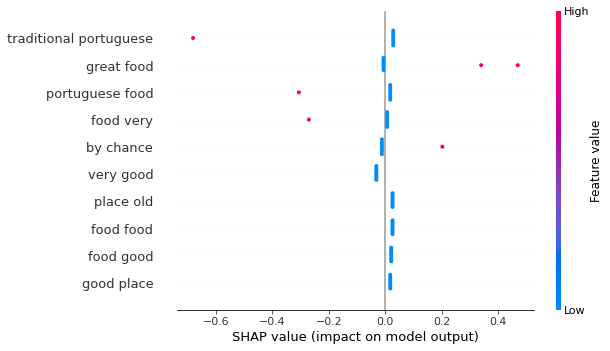 High
traditional portuguese
great food
portuguese food
food very
by chance
very good
place old
food food
food good
good place
Feature value
Low
−0.6 −0.4 −0.2 0.0 0.2 0.4
SHAP value (impact on model output)